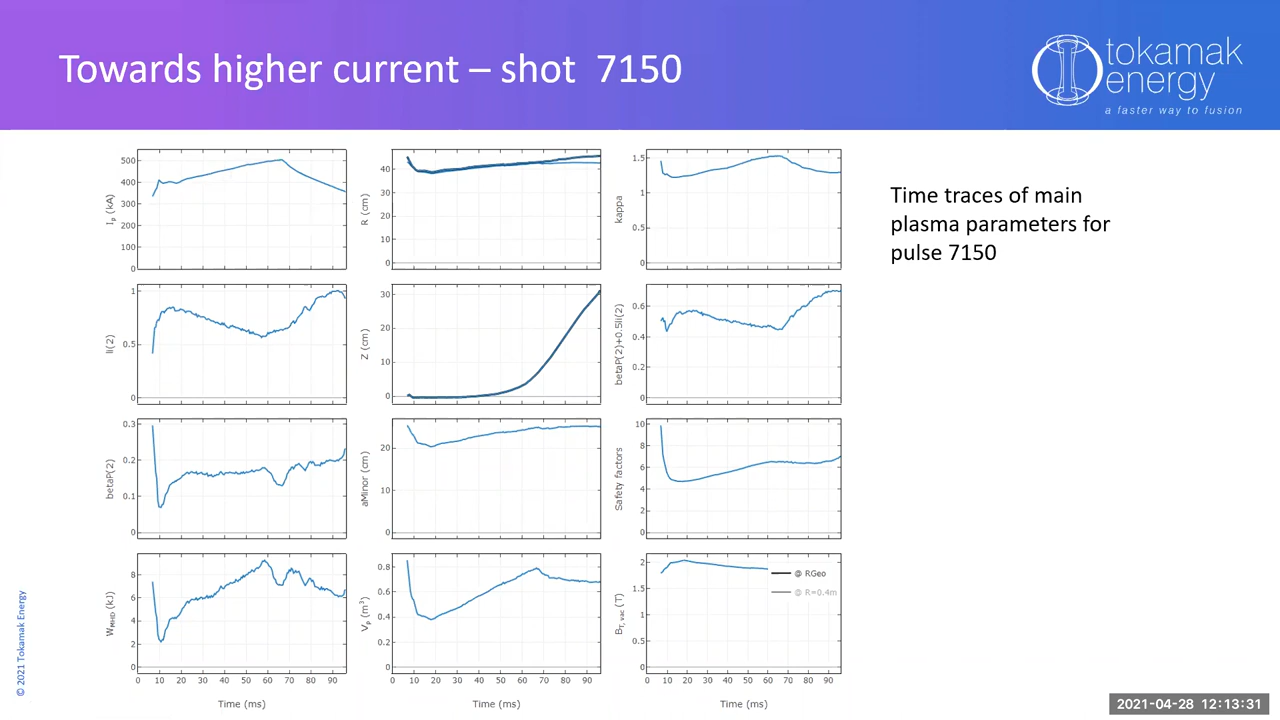 Towards higher current – shot 7150
tokamak
energy
a faster way to fusion
Time traces of main
plasma parameters for
pulse 7150
Ip (kA)
500
400
300
200
100
0
R (cm)
40
30
20
10
0
kappa
1.5
1
0.5
0
li(2)
1
0.5
0
Z (cm)
30
20
10
0
betaP(2)+0.5li(2)
0.6
0.4
0.2
0
betaP(2)
0.3
0.2
0.1
0
aMinor (cm)
20
10
0
Safety factors
10
8
6
4
2
0
WMHD (kJ)
8
6
4
2
0
0 10 20 30 40 50 60 70 80 90
Time (ms)
Vp (m³)
0.8
0.6
0.4
0.2
0
0 10 20 30 40 50 60 70 80 90
Time (ms)
BT, vac (T)
2
1.5
1
0.5
0
@ RGeo
@ R=0.4m
0 10 20 30 40 50 60 70 80 90
Time (ms)
© 2021 Tokamak Energy
2021-04-28 12:13:31